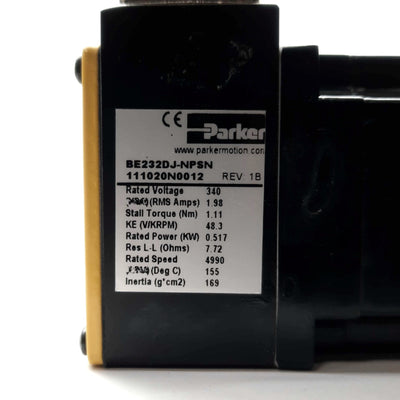 CE Parker
www.parkermotion.com
BE232DJ-NPSN
111020N0012 REV 1B
Rated Voltage 340
(RMS Amps) 1.98
Stall Torque (Nm) 1.11
KE (V/KRPM) 48.3
Rated Power (KW) 0.517
Res L-L (Ohms) 7.72
Rated Speed 4990
(Deg C) 155
Inertia (g*cm2) 169